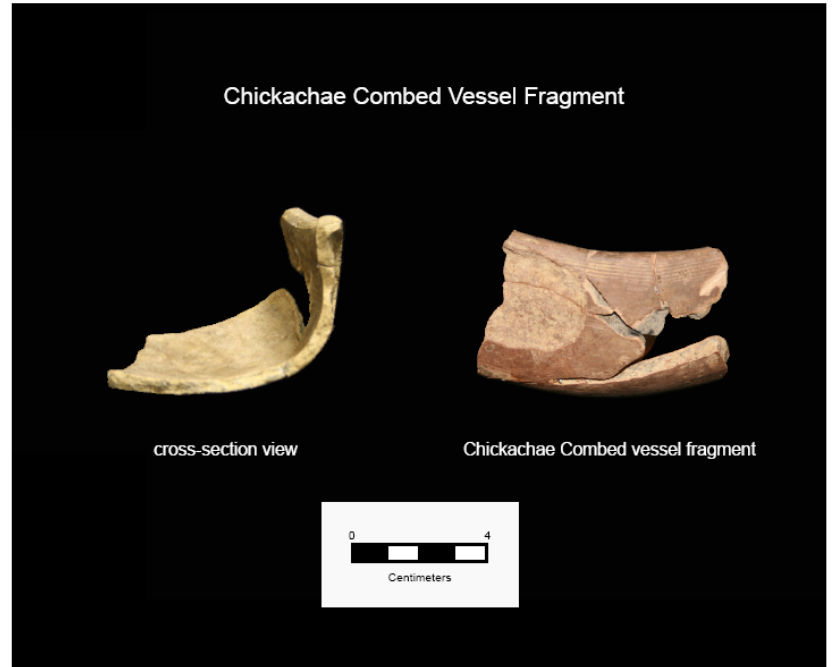 Chickachae Combed Vessel Fragment
cross-section view
Chickachae Combed vessel fragment
0 4
Centimeters